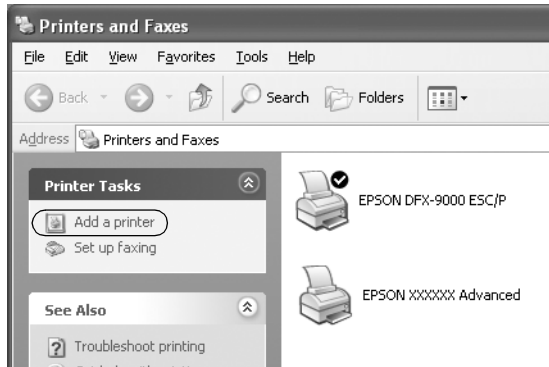 Printers and Faxes
File Edit View Favorites Tools Help
Back Search Folders
Address Printers and Faxes
Printer Tasks
Add a printer
Set up faxing
See Also
Troubleshoot printing
EPSON DFX-9000 ESC/P
EPSON XXXXXX Advanced